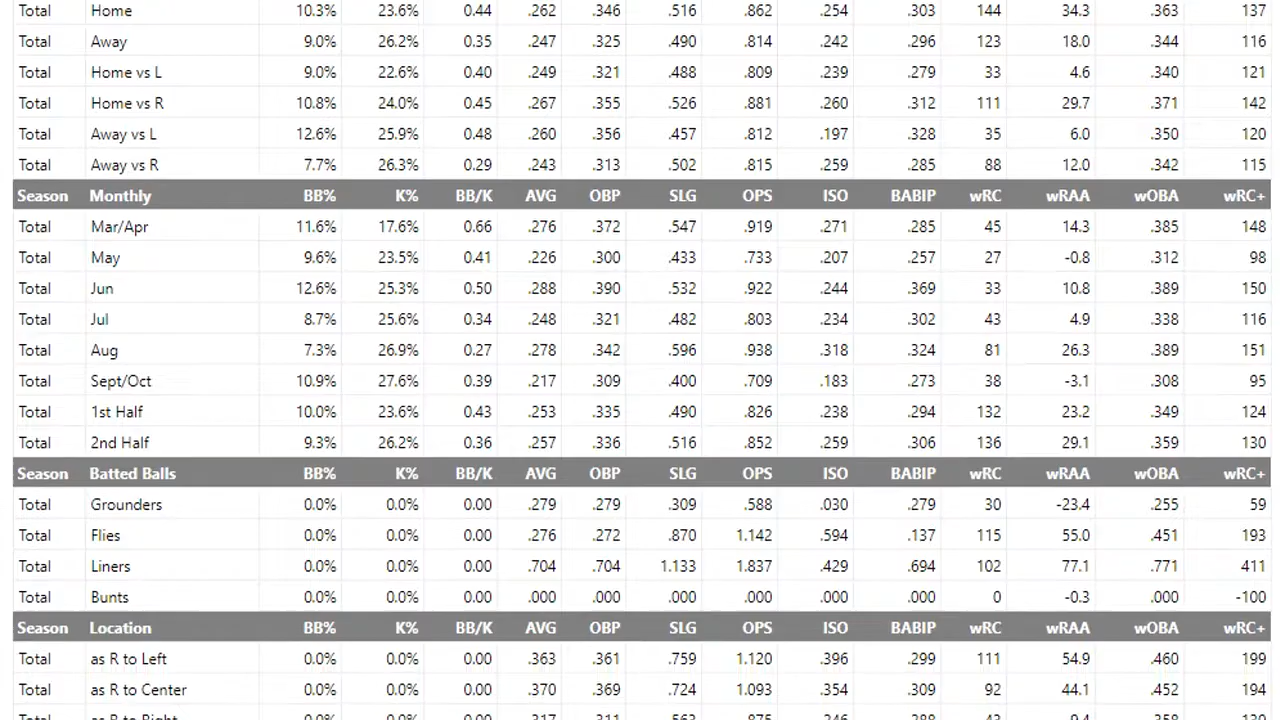 Total Home 10.3% 23.6% 0.44 .262 .346 .516 .862 .254 .303 144 34.3 .363 137
Total Away 9.0% 26.2% 0.35 .247 .325 .490 .814 .242 .296 123 18.0 .344 116
Total Home vs L 9.0% 22.6% 0.40 .249 .321 .488 .809 .239 .279 33 4.6 .340 121
Total Home vs R 10.8% 24.0% 0.45 .267 .355 .526 .881 .260 .312 111 29.7 .371 142
Total Away vs L 12.6% 25.9% 0.48 .260 .356 .457 .812 .197 .328 35 6.0 .350 120
Total Away vs R 7.7% 26.3% 0.29 .243 .313 .502 .815 .259 .285 88 12.0 .342 115
Season Monthly BB% K% BB/K AVG OBP SLG OPS ISO BABIP wRC wRAA wOBA wRC+
Total Mar/Apr 11.6% 17.6% 0.66 .276 .372 .547 .919 .271 .285 45 14.3 .385 148
Total May 9.6% 23.5% 0.41 .226 .300 .433 .733 .207 .257 27 -0.8 .312 98
Total Jun 12.6% 25.3% 0.50 .288 .390 .532 .922 .244 .369 33 10.8 .389 150
Total Jul 8.7% 25.6% 0.34 .248 .321 .482 .803 .234 .302 43 4.9 .338 116
Total Aug 7.3% 26.9% 0.27 .278 .342 .596 .938 .318 .324 81 26.3 .389 151
Total Sept/Oct 10.9% 27.6% 0.39 .217 .309 .400 .709 .183 .273 38 -3.1 .308 95
Total 1st Half 10.0% 23.6% 0.43 .253 .335 .490 .826 .238 .294 132 23.2 .349 124
Total 2nd Half 9.3% 26.2% 0.36 .257 .336 .516 .852 .259 .306 136 29.1 .359 130
Season Batted Balls BB% K% BB/K AVG OBP SLG OPS ISO BABIP wRC wRAA wOBA wRC+
Total Grounders 0.0% 0.0% 0.00 .279 .279 .309 .588 .030 .279 30 -23.4 .255 59
Total Flies 0.0% 0.0% 0.00 .276 .272 .870 1.142 .594 .137 115 55.0 .451 193
Total Liners 0.0% 0.0% 0.00 .704 .704 1.133 1.837 .429 .694 102 77.1 .771 411
Total Bunts 0.0% 0.0% 0.00 .000 .000 .000 .000 .000 .000 0 -0.3 .000 -100
Season Location BB% K% BB/K AVG OBP SLG OPS ISO BABIP wRC wRAA wOBA wRC+
Total as R to Left 0.0% 0.0% 0.00 .363 .361 .759 1.120 .396 .299 111 54.9 .460 199
Total as R to Center 0.0% 0.0% 0.00 .370 .369 .724 1.093 .354 .309 92 44.1 .452 194
Total as R to Right 0.0% 0.0% 0.00